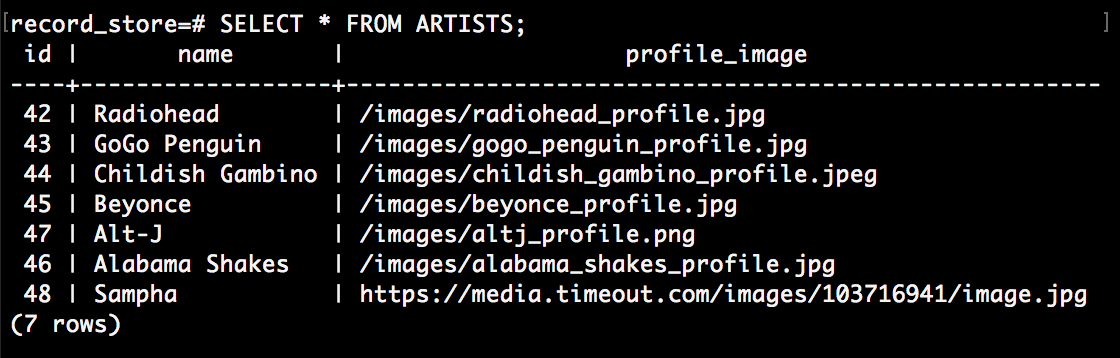 [record_store=# SELECT * FROM ARTISTS; ]
 id |       name       |                    profile_image
----+------------------+-----------------------------------------------------
 42 | Radiohead        | /images/radiohead_profile.jpg
 43 | GoGo Penguin     | /images/gogo_penguin_profile.jpg
 44 | Childish Gambino | /images/childish_gambino_profile.jpeg
 45 | Beyonce          | /images/beyonce_profile.jpg
 47 | Alt-J            | /images/altj_profile.png
 46 | Alabama Shakes   | /images/alabama_shakes_profile.jpg
 48 | Sampha           | https://media.timeout.com/images/103716941/image.jpg
(7 rows)